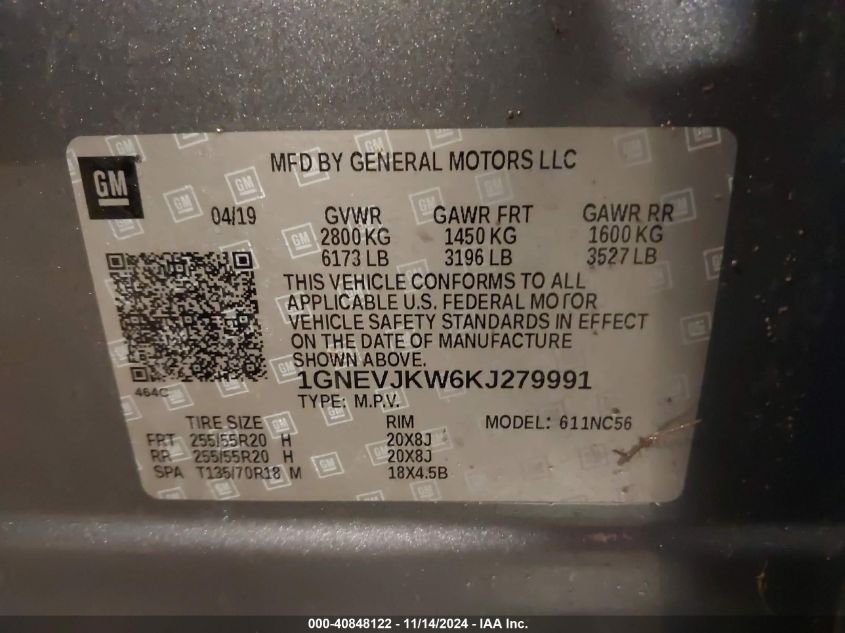 GM
MFD BY GENERAL MOTORS LLC
04/19 GVWR GAWR FRT GAWR RR
2800 KG 1450 KG 1600 KG
6173 LB 3196 LB 3527 LB
THIS VEHICLE CONFORMS TO ALL
APPLICABLE U.S. FEDERAL MOTOR
VEHICLE SAFETY STANDARDS IN EFFECT
ON THE DATE OF MANUFACTURE
SHOWN ABOVE.
464C
1GNEVJKW6KJ279991
TYPE: M.P.V.
TIRE SIZE RIM MODEL: 611NC56
FRT 255/55R20 H 20X8J
RR 255/55R20 H 20X8J
SPA T135/70R18 M 18X4.5B
000-40848122 - 11/14/2024 - IAA Inc.